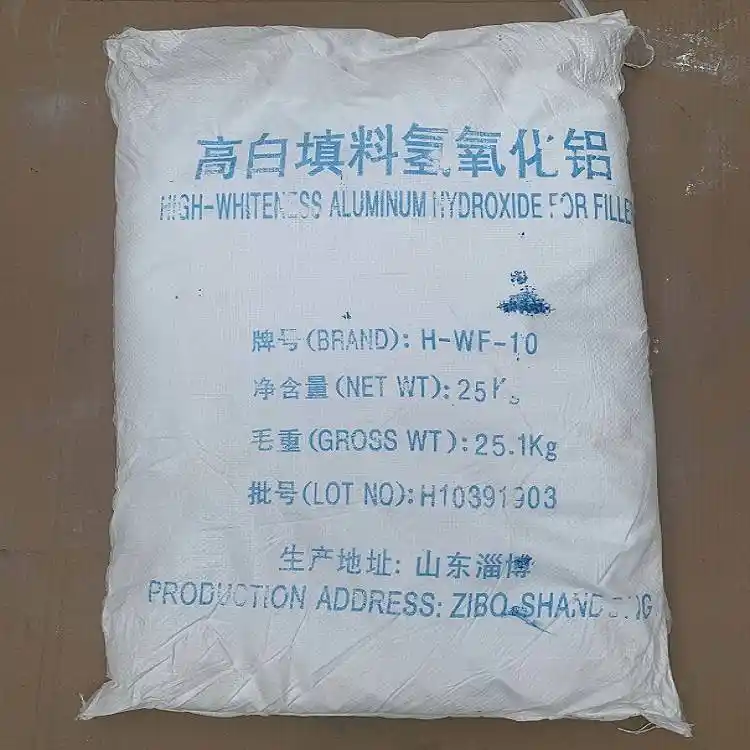 高白填料氢氧化铝
HIGH-WHITENESS ALUMINUM HYDROXIDE FOR FILLE
牌号(BRAND): H-WF-10
净含量(NET WT): 25Kg
毛重(GROSS WT): 25.1Kg
批号(LOT NO): H10391903
生产地址: 山东淄博
PRODUCTION ADDRESS: ZIBO SHANDONG